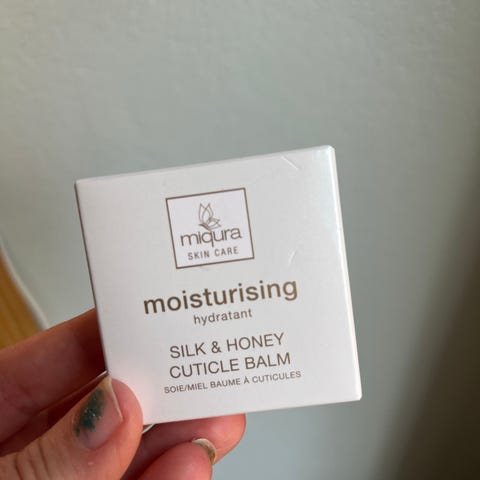 miqura
SKIN CARE
moisturising
hydratant
SILK & HONEY
CUTICLE BALM
SOIE/MIEL BAUME À CUTICULES